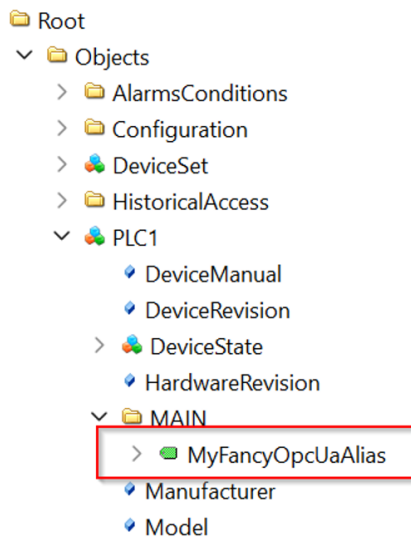 Root
Objects
AlarmsConditions
Configuration
DeviceSet
HistoricalAccess
PLC1
DeviceManual
DeviceRevision
DeviceState
HardwareRevision
MAIN
MyFancyOpcUaAlias
Manufacturer
Model